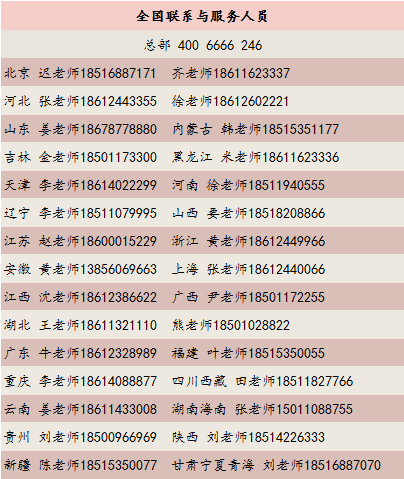 全国联系与服务人员
总部 400 6666 246
北京 迟老师18516887171 齐老师18611623337
河北 张老师18612443355 徐老师18612602221
山东 姜老师18678778880 内蒙古 韩老师18515351177
吉林 金老师18501173300 黑龙江 米老师18611623336
天津 李老师18614022299 河南 徐老师18511940555
辽宁 李老师18511079995 山西 要老师18518208866
江苏 赵老师18600015229 浙江 黄老师18612449966
安徽 黄老师13856069663 上海 张老师18612440066
江西 沈老师18612386622 广西 尹老师18501172255
湖北 王老师18611321110 熊老师18501028822
广东 牛老师18612328989 福建 叶老师18515350055
重庆 李老师18614088877 四川西藏 田老师18511827766
云南 姜老师18611433008 湖南海南 张老师15011088755
贵州 刘老师18500966969 陕西 刘老师18514226333
新疆 陈老师18515350077 甘肃宁夏青海 刘老师18516887070